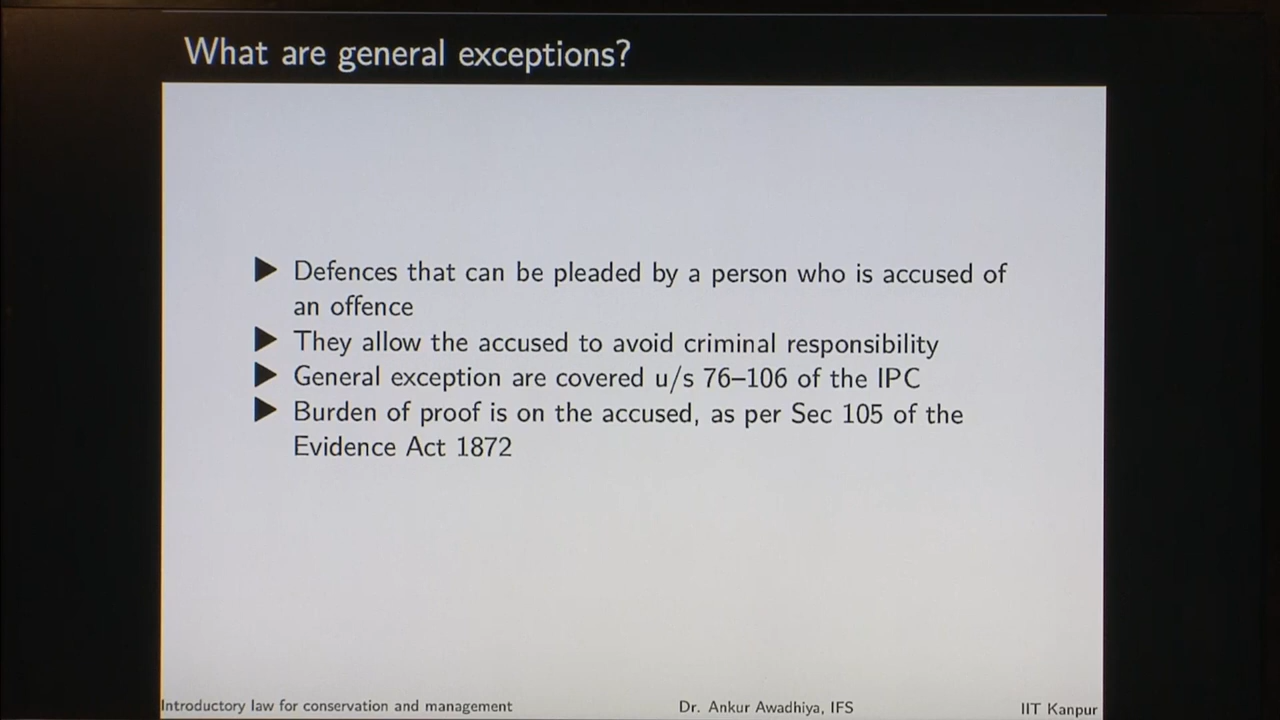 What are general exceptions?
▶ Defences that can be pleaded by a person who is accused of
an offence
▶ They allow the accused to avoid criminal responsibility
▶ General exception are covered u/s 76–106 of the IPC
▶ Burden of proof is on the accused, as per Sec 105 of the
Evidence Act 1872
Introductory law for conservation and management Dr. Ankur Awadhiya, IFS IIT Kanpur